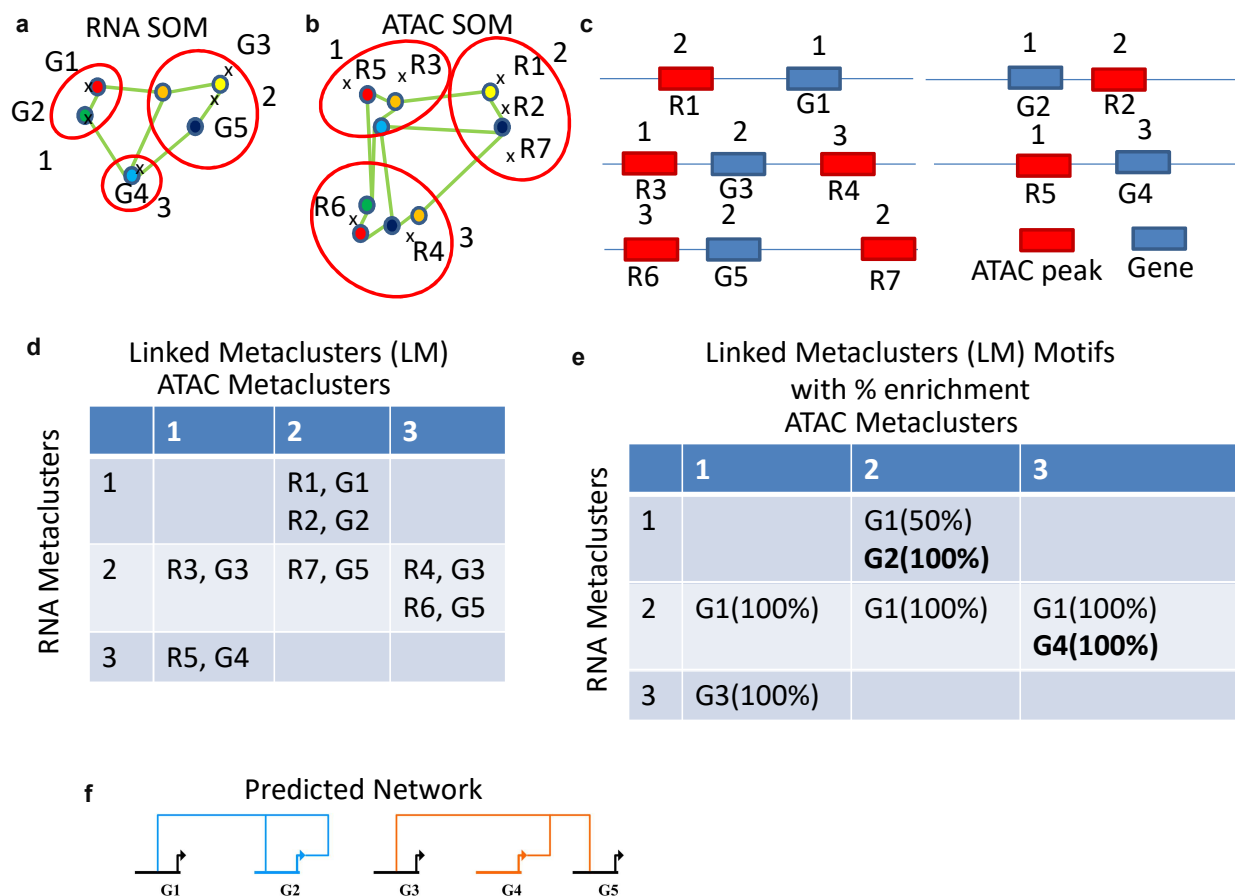 a RNA SOM
G1
G3
x
x
x
G2
x
2
G5
1
x
G4
3
b ATAC SOM
1
2
x R5
x R3
R1
x
R2
x
x R7
R6
x
x R4
3
c
2 1
R1 G1
1 2
G2 R2
1 2 3
R3 G3 R4
1 3
R5 G4
3 2 2
R6 G5 R7
ATAC peak Gene
d Linked Metaclusters (LM)
ATAC Metaclusters
RNA Metaclusters
1 2 3
1 R1, G1
R2, G2
2 R3, G3 R7, G5 R4, G3
R6, G5
3 R5, G4
e Linked Metaclusters (LM) Motifs
with % enrichment
ATAC Metaclusters
RNA Metaclusters
1 2 3
1 G1(50%)
G2(100%)
2 G1(100%) G1(100%) G1(100%)
G4(100%)
3 G3(100%)
f Predicted Network
G1 G2 G3 G4 G5